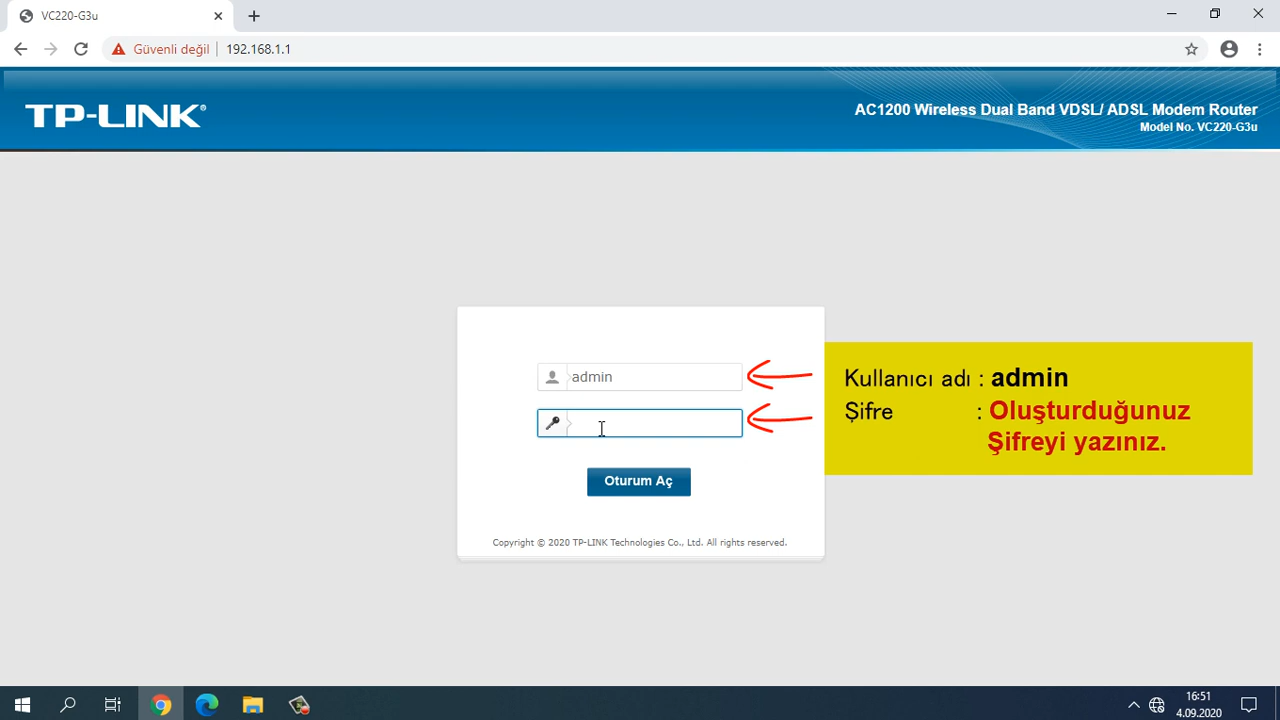 VC220-G3u
Güvenli değil
192.168.1.1
TP-LINK®
AC1200 Wireless Dual Band VDSL/ ADSL Modem Router
Model No. VC220-G3u
admin
Kullanıcı adı : admin
Şifre : Oluşturduğunuz
Şifreyi yazınız.
Oturum Aç
Copyright © 2020 TP-LINK Technologies Co., Ltd. All rights reserved.
16:51
4.09.2020